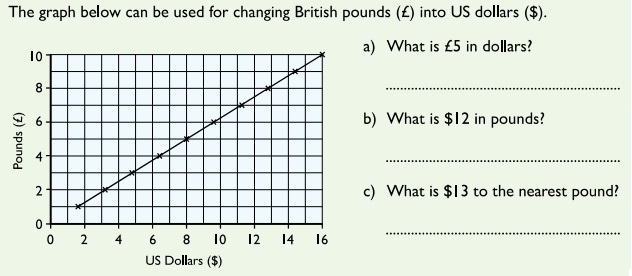 The graph below can be used for changing British pounds (£) into US dollars ($).
a) What is £5 in dollars?
b) What is $12 in pounds?
c) What is $13 to the nearest pound?
Pounds (£)
10
8
6
4
2
0
0 2 4 6 8 10 12 14 16
US Dollars ($)